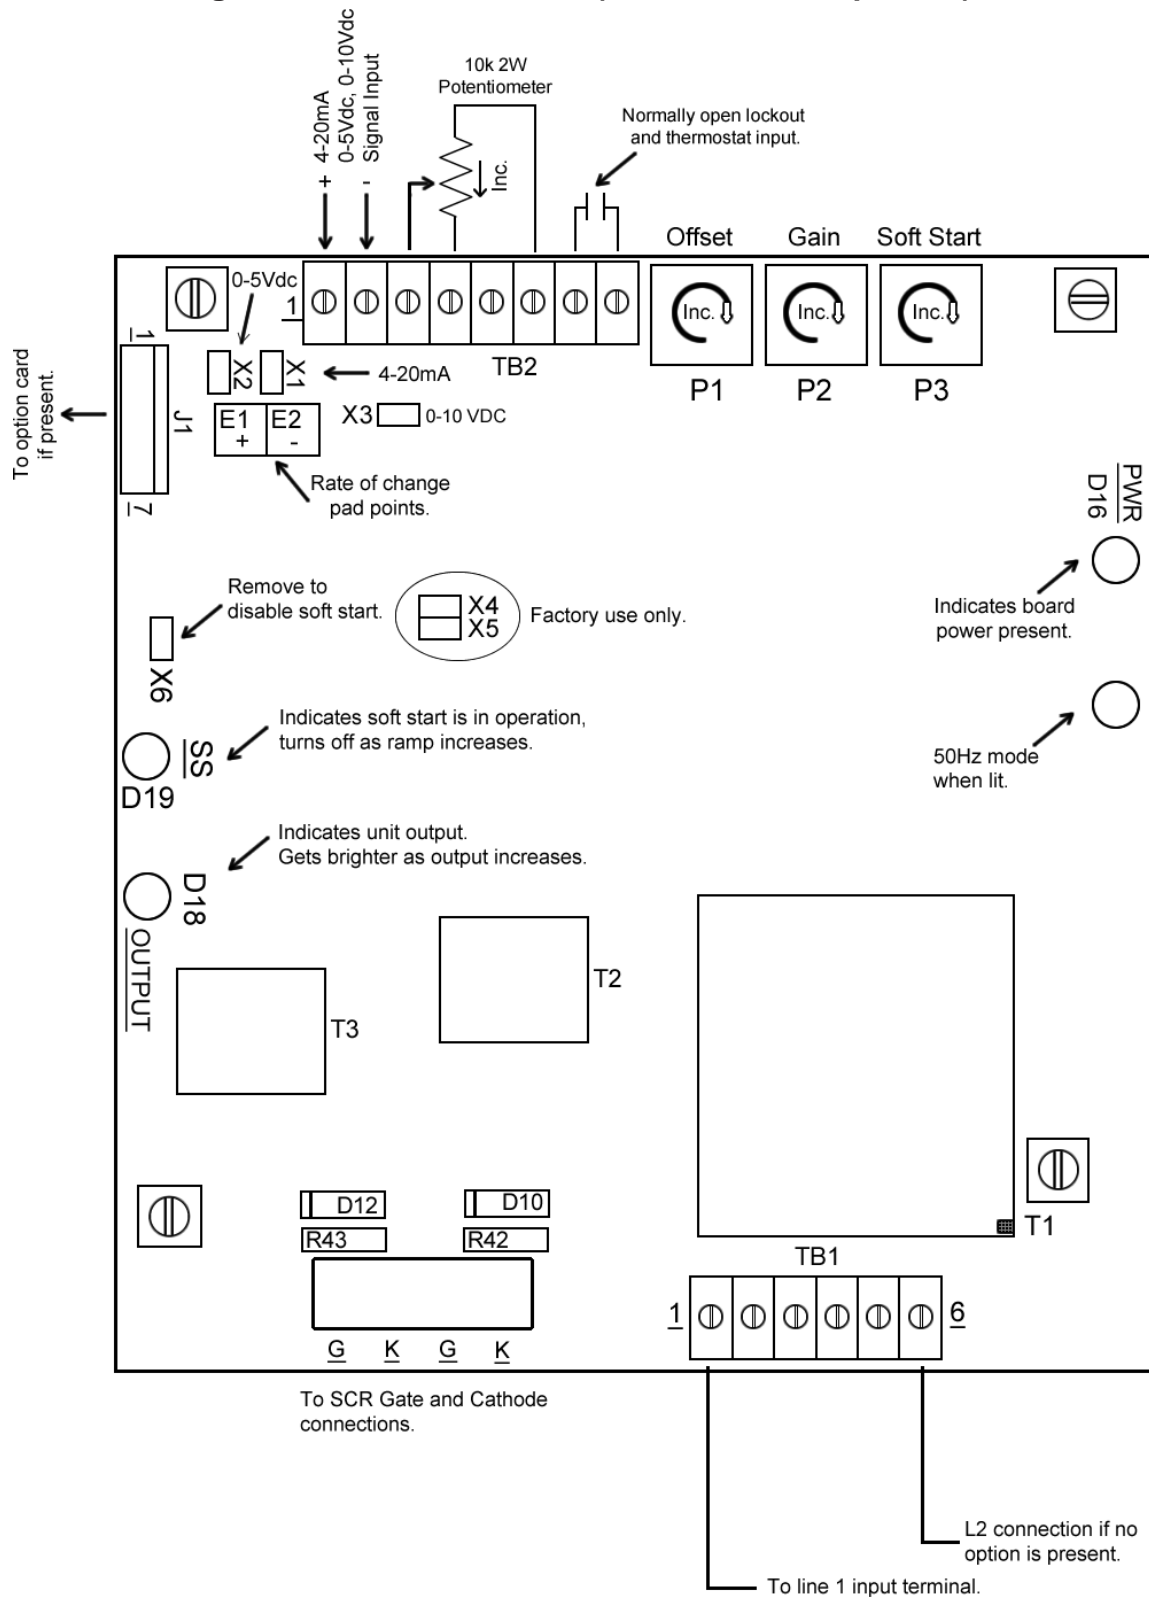 + 4-20mA
0-5Vdc, 0-10Vdc
- Signal Input
10k 2W
Potentiometer
Inc.
Normally open lockout
and thermostat input.
Offset
Gain
Soft Start
0-5Vdc
1
Inc.
Inc.
Inc.
TB2
P1
P2
P3
X2
X1
4-20mA
1
J1
7
To option card
if present.
E1
+
E2
-
X3
0-10 VDC
Rate of change
pad points.
PWR
D16
Remove to
disable soft start.
X4
X5
Factory use only.
Indicates board
power present.
X6
Indicates soft start is in operation,
turns off as ramp increases.
SS
D19
50Hz mode
when lit.
Indicates unit output.
Gets brighter as output increases.
D18
OUTPUT
T2
T3
D12
D10
R43
R42
T1
TB1
1
6
G K G K
To SCR Gate and Cathode
connections.
L2 connection if no
option is present.
To line 1 input terminal.